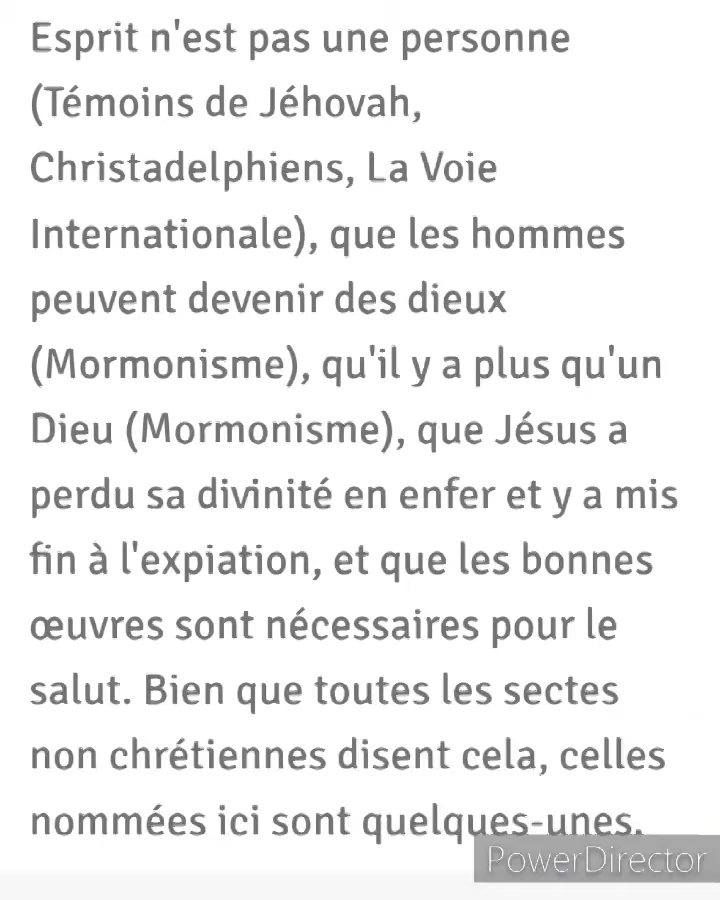 Esprit n'est pas une personne
(Témoins de Jéhovah,
Christadelphiens, La Voie
Internationale), que les hommes
peuvent devenir des dieux
(Mormonisme), qu'il y a plus qu'un
Dieu (Mormonisme), que Jésus a
perdu sa divinité en enfer et y a mis
fin à l'expiation, et que les bonnes
œuvres sont nécessaires pour le
salut. Bien que toutes les sectes
non chrétiennes disent cela, celles
nommées ici sont quelques-unes.
PowerDirector